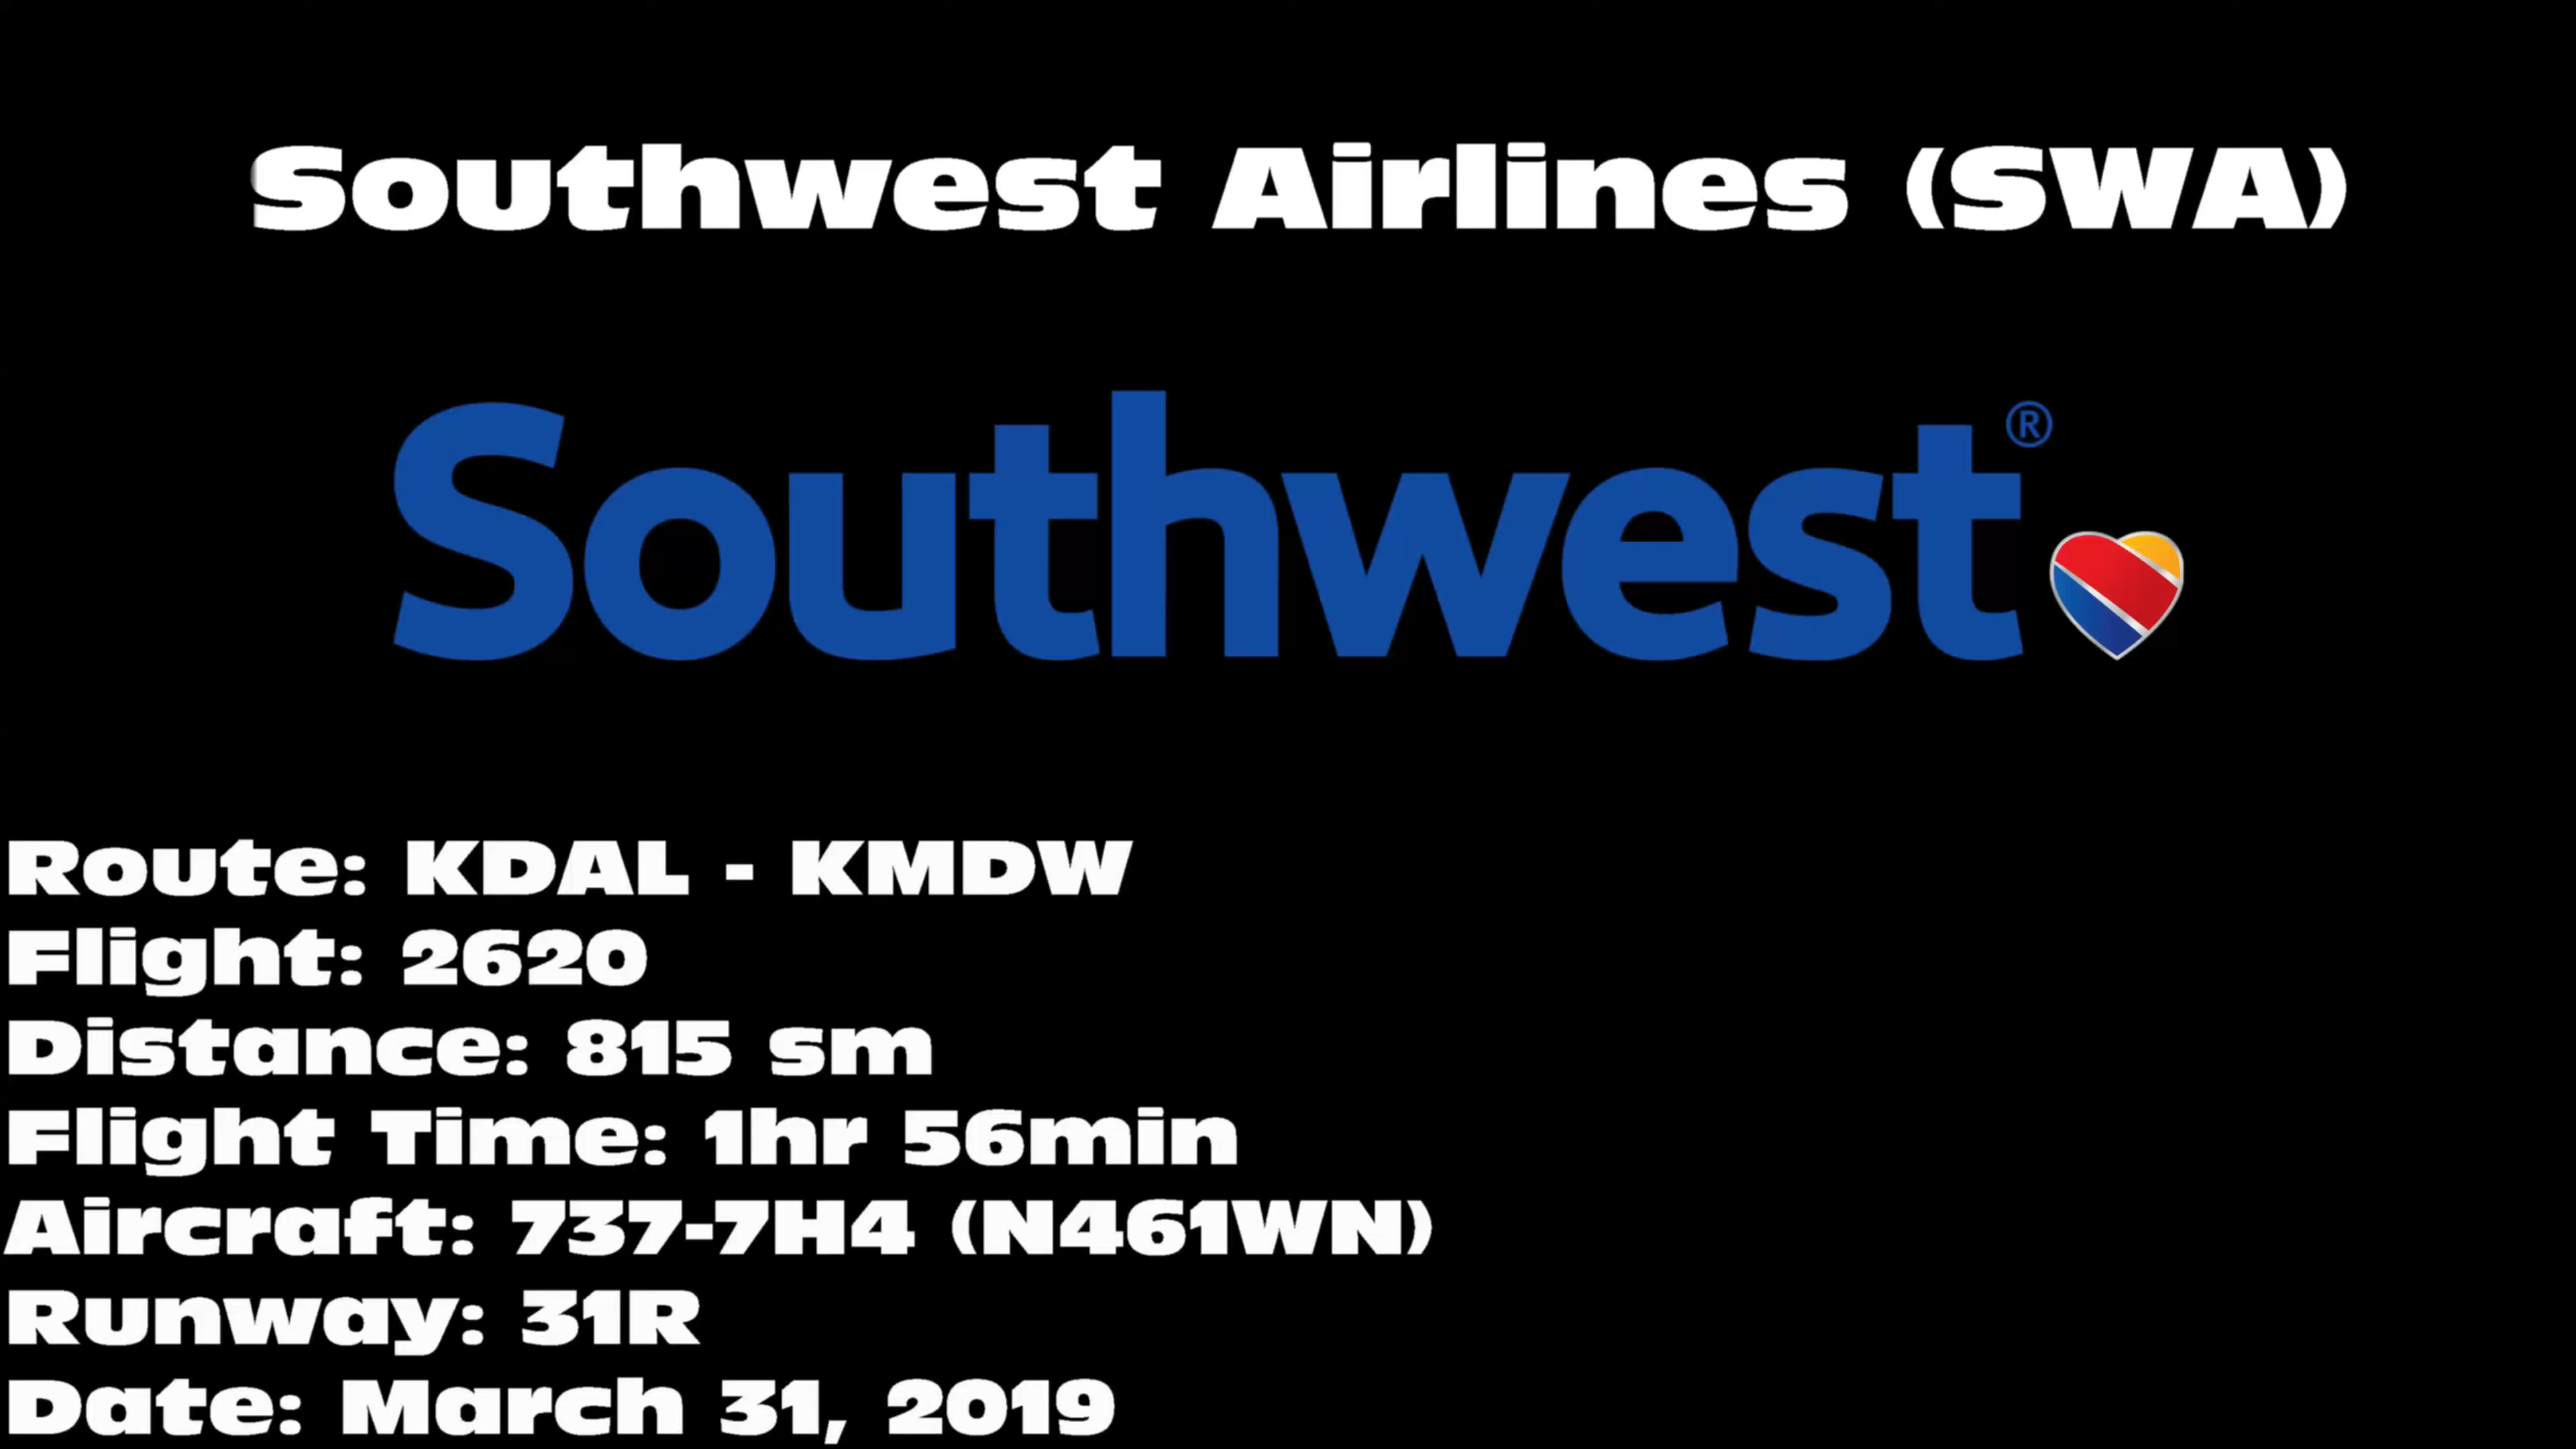 Southwest Airlines (SWA)
Southwest®
Route: KDAL - KMDW
Flight: 2620
Distance: 815 sm
Flight Time: 1hr 56min
Aircraft: 737-7H4 (N461WN)
Runway: 31R
Date: March 31, 2019